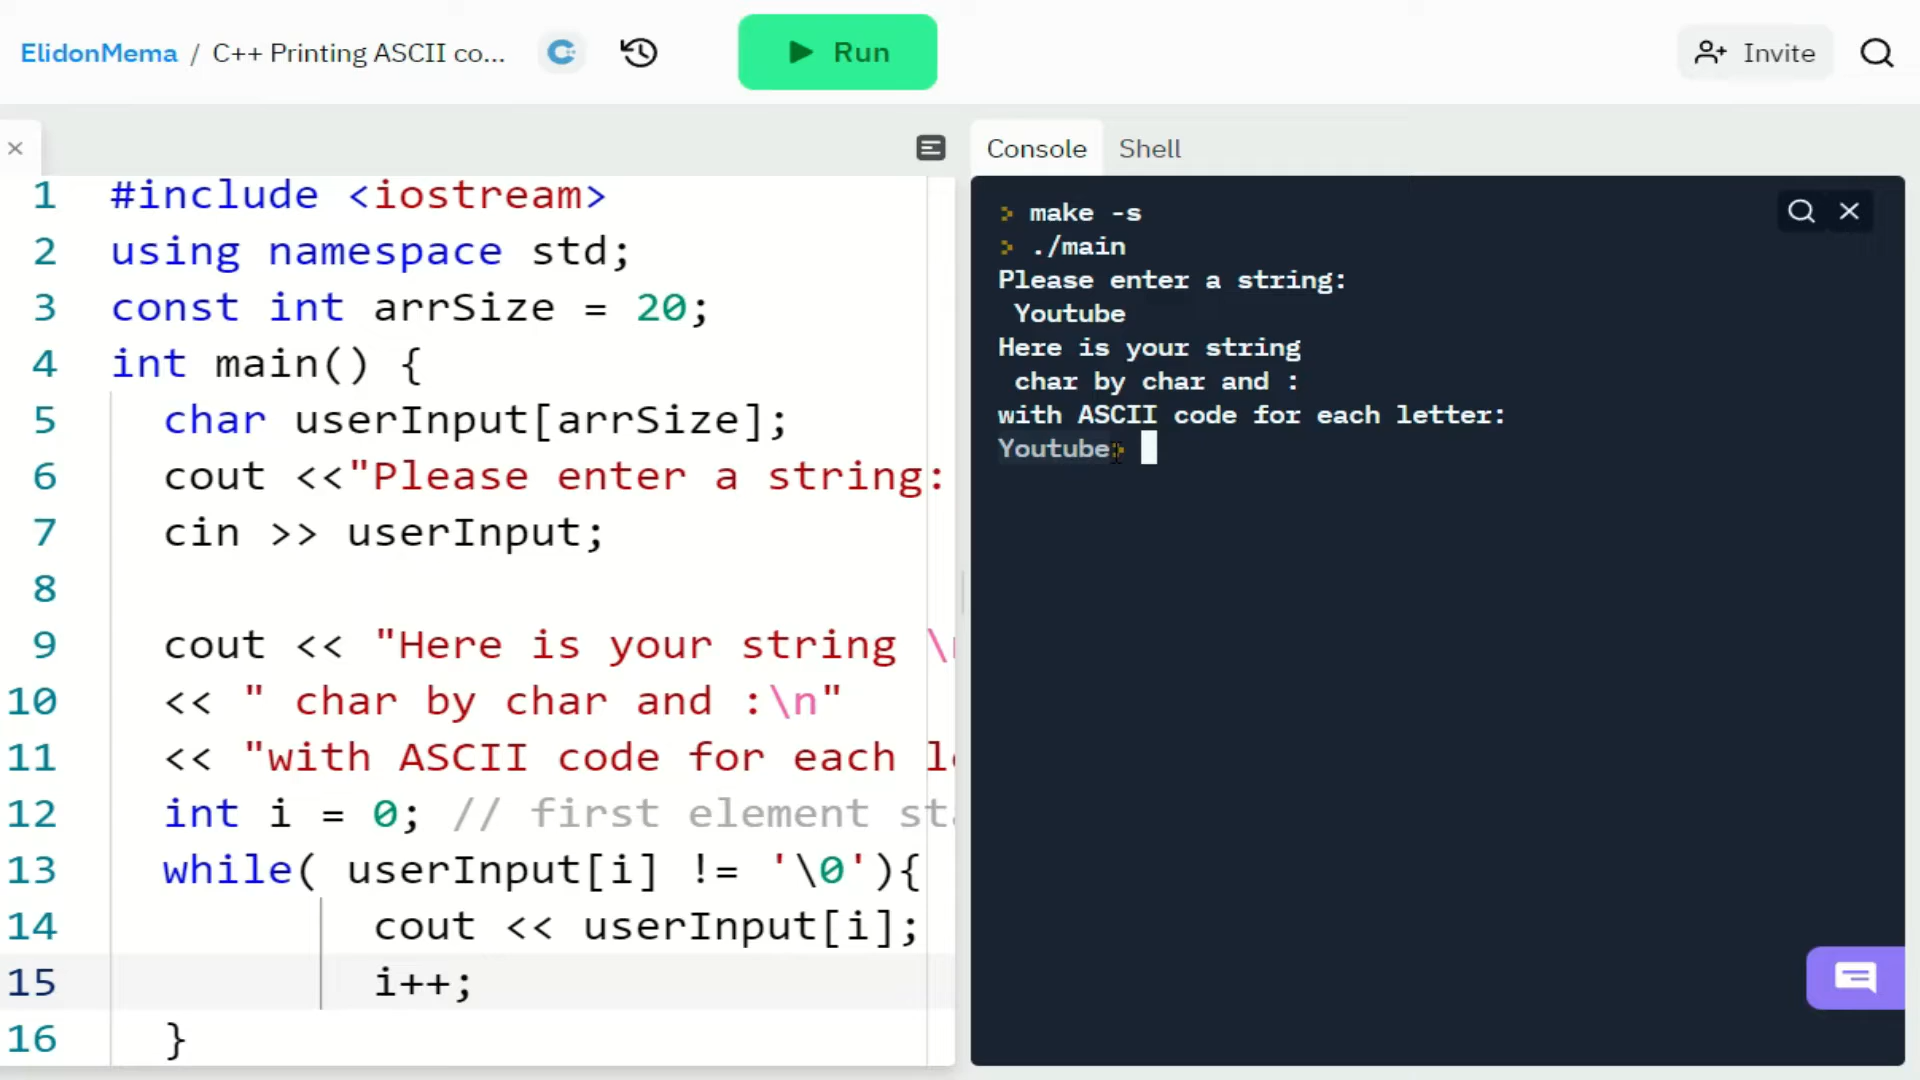 ElidonMema / C++ Printing ASCII co...
Run
Invite
Console Shell
1 #include <iostream>
2 using namespace std;
3 const int arrSize = 20;
4 int main() {
5 char userInput[arrSize];
6 cout <<"Please enter a string:
7 cin >> userInput;
8
9 cout << "Here is your string \
10 << " char by char and :\n"
11 << "with ASCII code for each l
12 int i = 0; // first element st
13 while( userInput[i] != '\0'){
14 cout << userInput[i];
15 i++;
16 }
> make -s
> ./main
Please enter a string:
Youtube
Here is your string
char by char and :
with ASCII code for each letter:
Youtube>